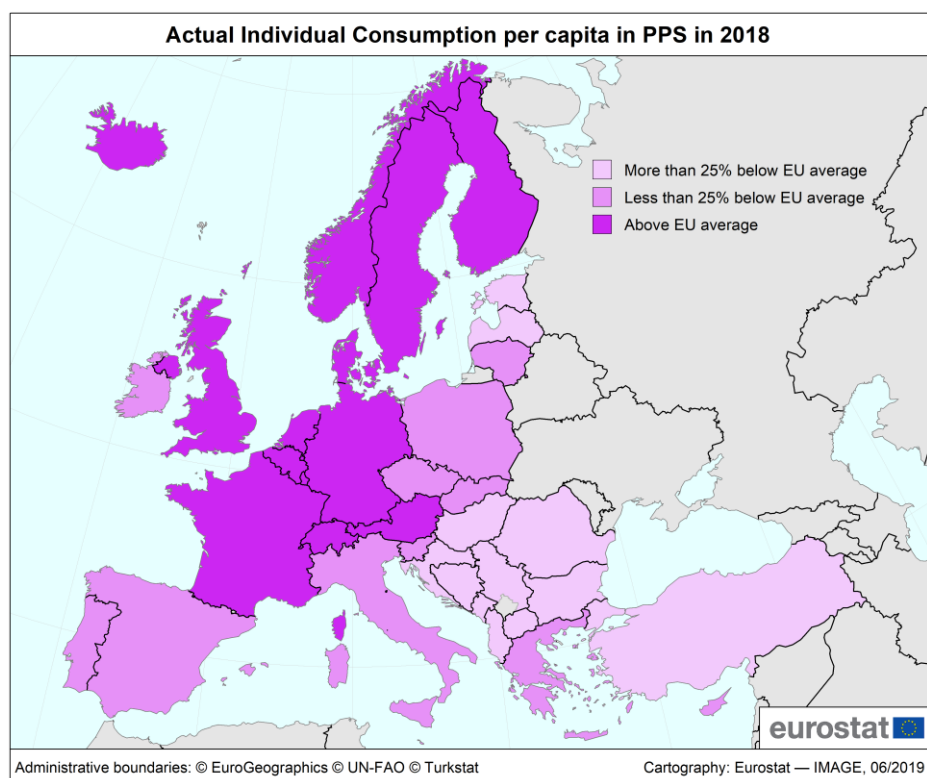 Actual Individual Consumption per capita in PPS in 2018
More than 25% below EU average
Less than 25% below EU average
Above EU average
eurostat
Administrative boundaries: © EuroGeographics © UN-FAO © Turkstat
Cartography: Eurostat — IMAGE, 06/2019